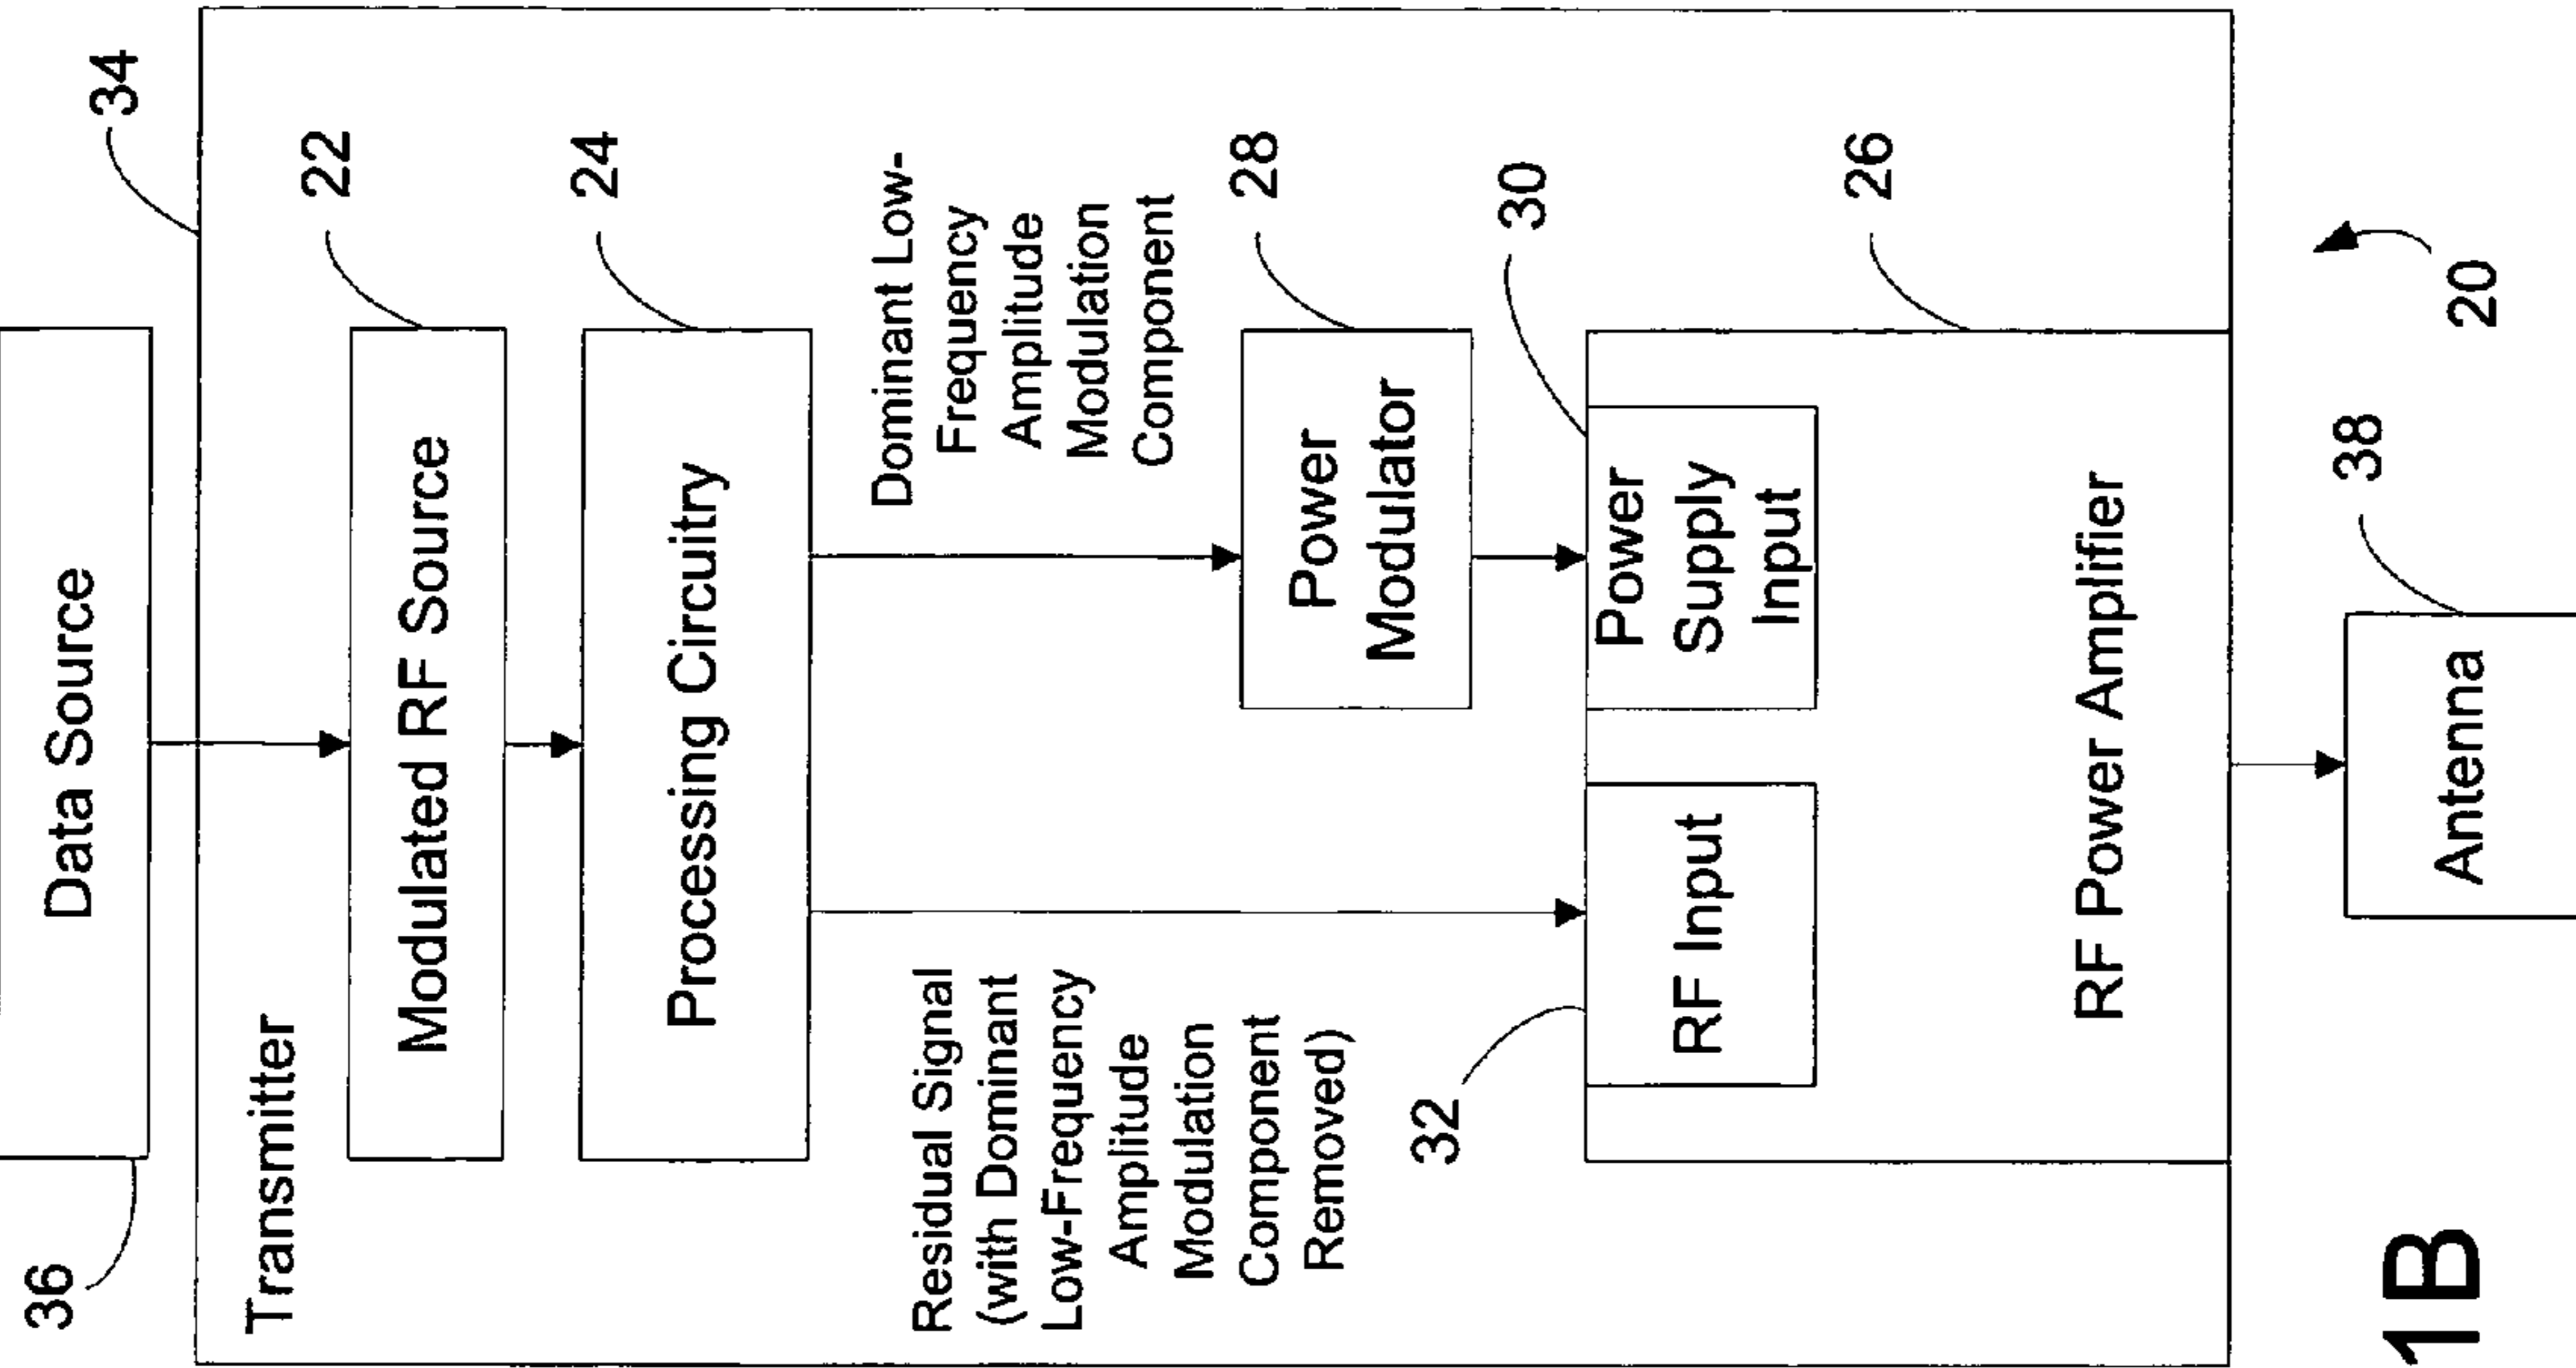 36
Data Source
34
Transmitter
Modulated RF Source
22
Processing Circuitry
24
Residual Signal
(with Dominant
Low-Frequency
Amplitude
Modulation
Component
Removed)
Dominant Low-
Frequency
Amplitude
Modulation
Component
Power
Modulator
28
32
RF Input
Power
Supply
Input
30
RF Power Amplifier
26
Antenna
38
20
1B